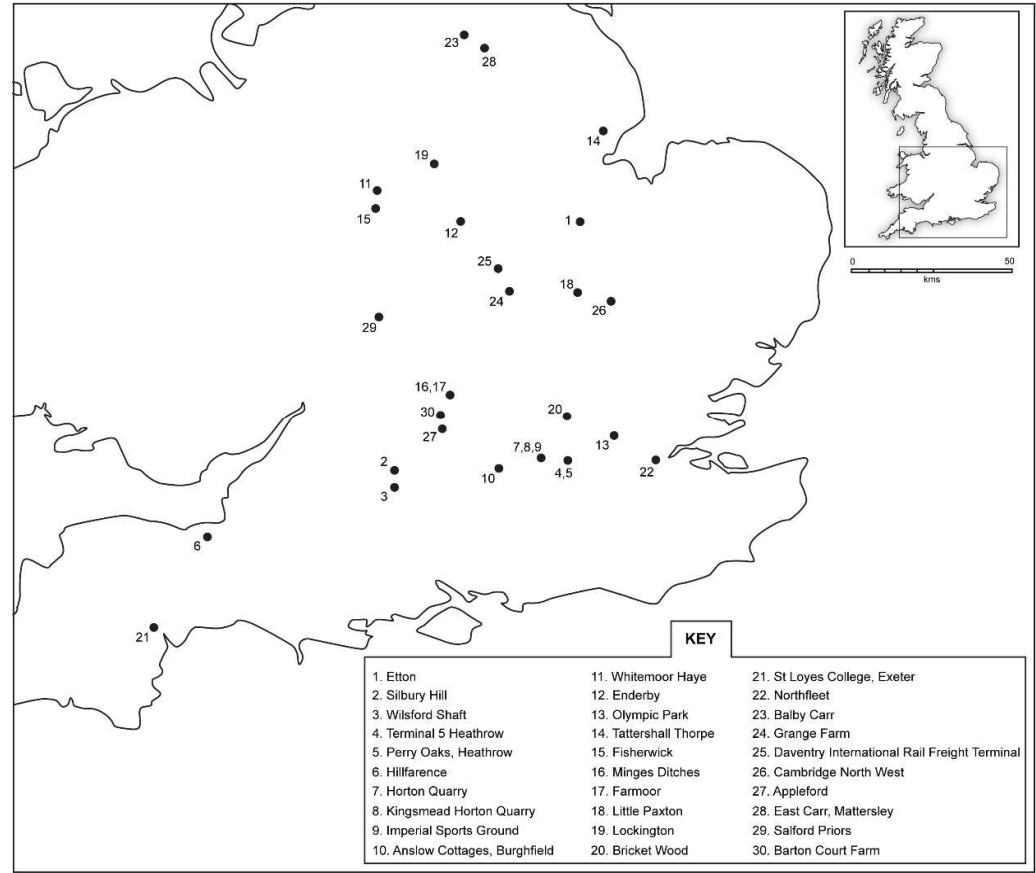 23
28
14
19
11
15
12
1
25
24
18
26
29
16,17
30
27
20
13
7,8,9
4,5
22
10
2
3
6
21
0 50
kms
KEY
1. Etton
2. Silbury Hill
3. Wilsford Shaft
4. Terminal 5 Heathrow
5. Perry Oaks, Heathrow
6. Hillfarence
7. Horton Quarry
8. Kingsmead Horton Quarry
9. Imperial Sports Ground
10. Anslow Cottages, Burghfield
11. Whitemoor Haye
12. Enderby
13. Olympic Park
14. Tattershall Thorpe
15. Fisherwick
16. Minges Ditches
17. Farmoor
18. Little Paxton
19. Lockington
20. Bricket Wood
21. St Loyes College, Exeter
22. Northfleet
23. Balby Carr
24. Grange Farm
25. Daventry International Rail Freight Terminal
26. Cambridge North West
27. Appleford
28. East Carr, Mattersley
29. Salford Priors
30. Barton Court Farm